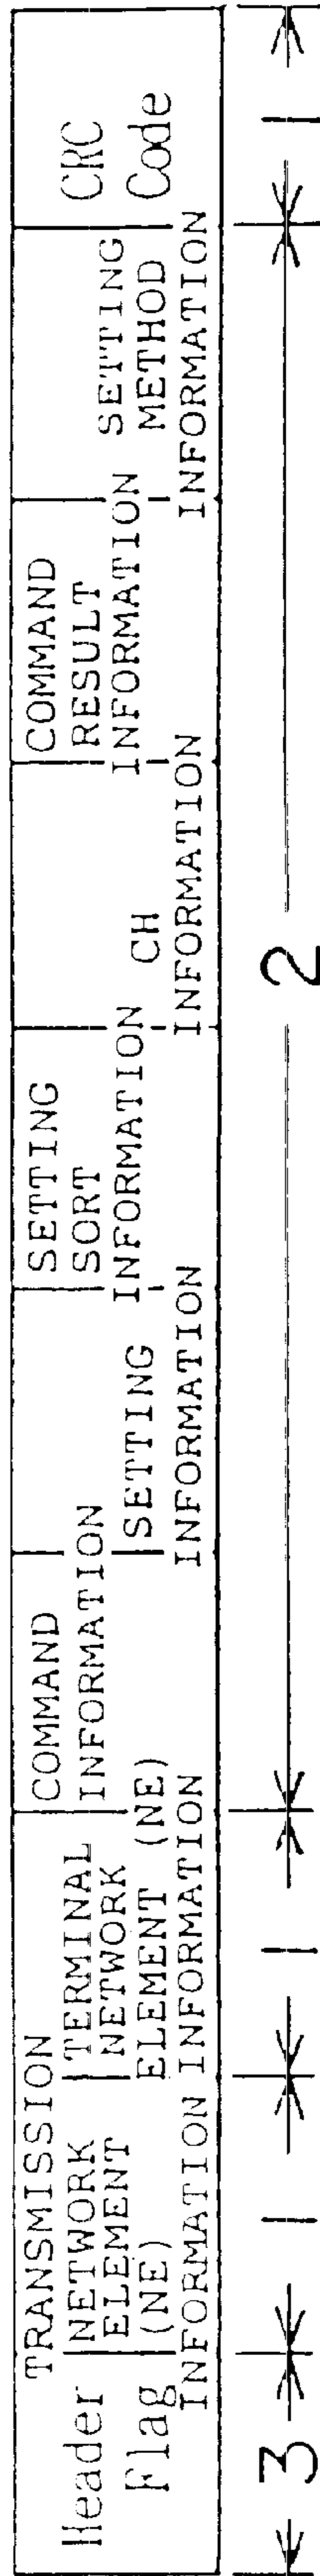 Header
Flag
TRANSMISSION
NETWORK
ELEMENT
(NE)
INFORMATION
TERMINAL
NETWORK
ELEMENT (NE)
INFORMATION
COMMAND
INFORMATION
SETTING
INFORMATION
SETTING
SORT
INFORMATION
CH
INFORMATION
COMMAND
RESULT
INFORMATION
SETTING
METHOD
INFORMATION
CRC
Code
3
1
1
2
1